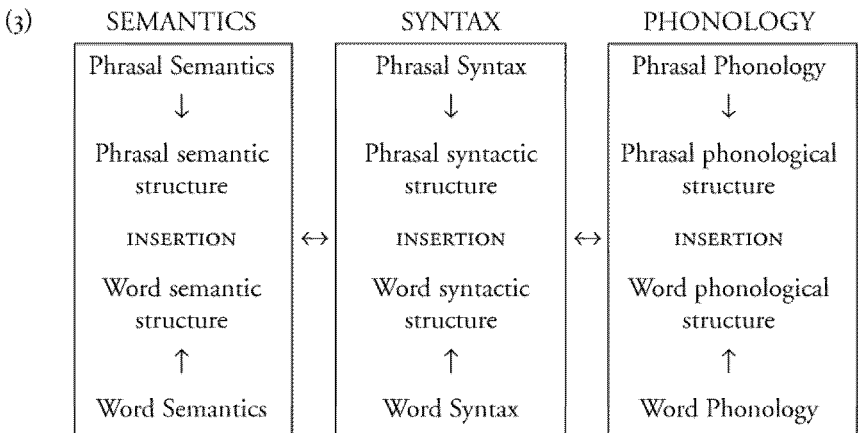 (3) SEMANTICS SYNTAX PHONOLOGY
Phrasal Semantics Phrasal Syntax Phrasal Phonology
↓ ↓ ↓
Phrasal semantic Phrasal syntactic Phrasal phonological
structure structure structure
INSERTION ↔ INSERTION ↔ INSERTION
Word semantic Word syntactic Word phonological
structure structure structure
↑ ↑ ↑
Word Semantics Word Syntax Word Phonology